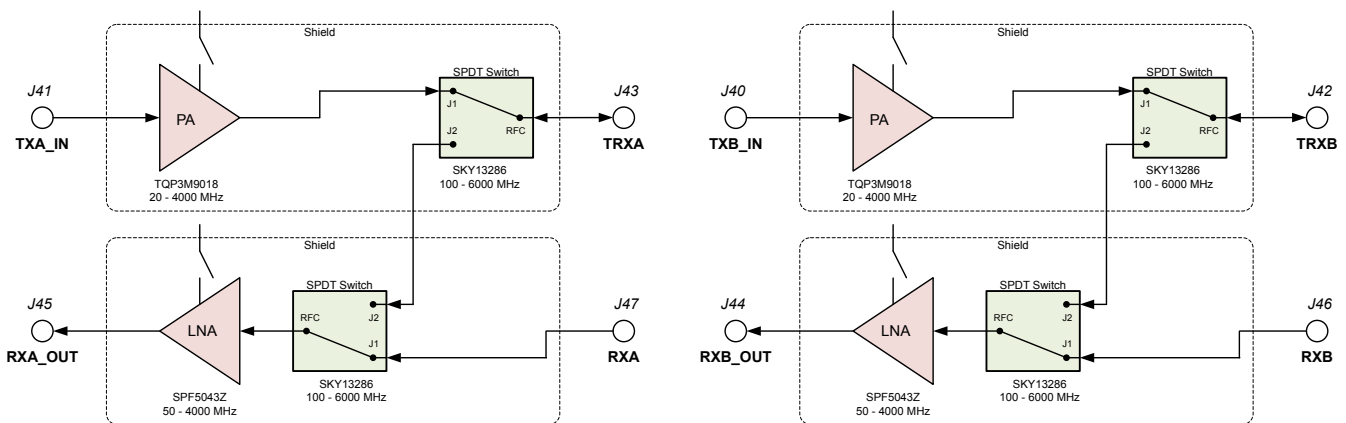 Shield
SPDT Switch
J41
TXA_IN
PA
J1
J2
RFC
J43
TRXA
SKY13286
100 - 6000 MHz
TQP3M9018
20 - 4000 MHz
Shield
SPDT Switch
J45
RXA_OUT
LNA
RFC
J2
J1
J47
RXA
SKY13286
100 - 6000 MHz
SPF5043Z
50 - 4000 MHz
Shield
SPDT Switch
J40
TXB_IN
PA
J1
J2
RFC
J42
TRXB
SKY13286
100 - 6000 MHz
TQP3M9018
20 - 4000 MHz
Shield
SPDT Switch
J44
RXB_OUT
LNA
RFC
J2
J1
J46
RXB
SKY13286
100 - 6000 MHz
SPF5043Z
50 - 4000 MHz